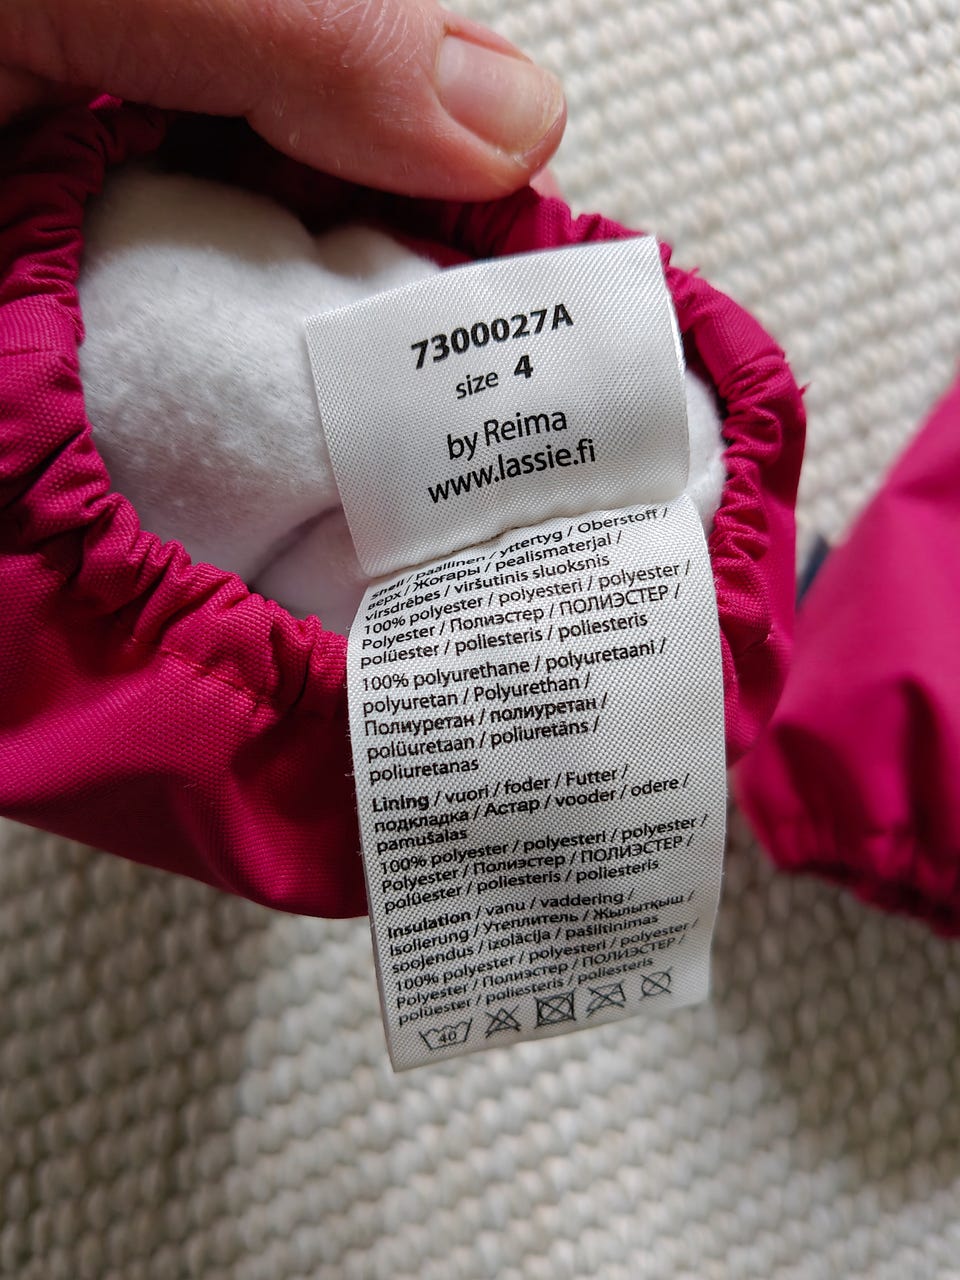 7300027A
size 4
by Reima
www.lassie.fi
shell / päällinen / yttertyg / Oberstoff /
верх / Жоғары / pealismaterjal /
virsdrēbes / viršutinis sluoksnis
100% polyester / polyesteri / polyester /
Polyester / Полиэстер / ПОЛИЭСТЕР /
polüester / poliesteris / poliesteris
100% polyurethane / polyuretaani /
polyuretan / Polyurethan /
Полиуретан / полиуретан /
polüuretaan / poliuretāns /
poliuretanas
Lining / vuori / foder / Futter /
подкладка / Астар / vooder / odere /
pamušalas
100% polyester / polyesteri / polyester /
Polyester / Полиэстер / ПОЛИЭСТЕР /
polüester / poliesteris / poliesteris
Insulation / vanu / vaddering /
Isolierung / утеплитель / Жылытқыш /
soojendus / izolācija / pašiltinimas
100% polyester / polyesteri / polyester /
Polyester / Полиэстер / ПОЛИЭСТЕР /
polüester / poliesteris / poliesteris
40